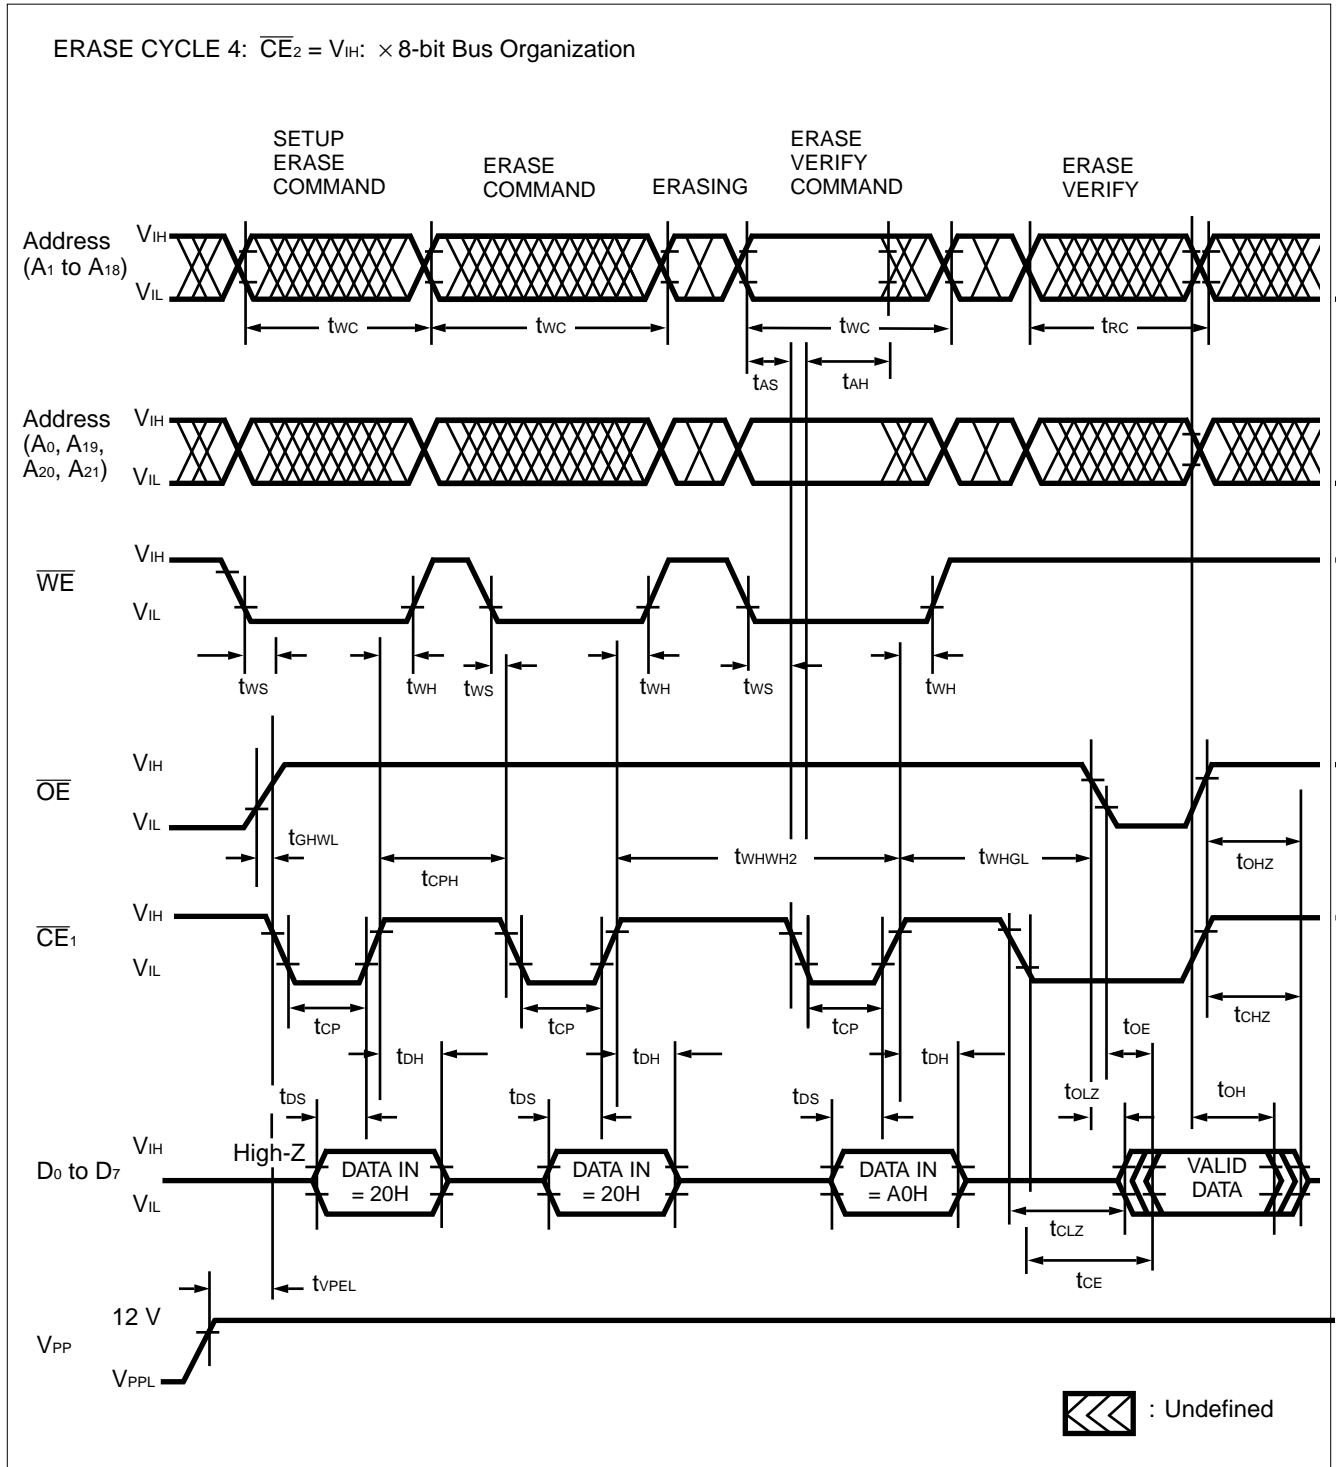 ERASE CYCLE 4: CE2 = VIH: × 8-bit Bus Organization
SETUP
ERASE
COMMAND
ERASE
COMMAND
ERASING
ERASE
VERIFY
COMMAND
ERASE
VERIFY
Address
(A1 to A18)
VIH
VIL
tWC
tWC
tWC
tRC
tAS
tAH
Address
(A0, A19,
A20, A21)
VIH
VIL
WE
VIH
VIL
tWS
tWH
tWS
tWH
tWS
tWH
OE
VIH
VIL
tGHWL
tCPH
tWHWH2
tWHGL
tOHZ
CE1
VIH
VIL
tCP
tCP
tCP
tCHZ
tOE
tDH
tDH
tDH
tDS
tDS
tDS
tOLZ
tOH
D0 to D7
VIH
VIL
High-Z
DATA IN
= 20H
DATA IN
= 20H
DATA IN
= A0H
VALID
DATA
tCLZ
tCE
tVPEL
VPP
12 V
VPPL
: Undefined